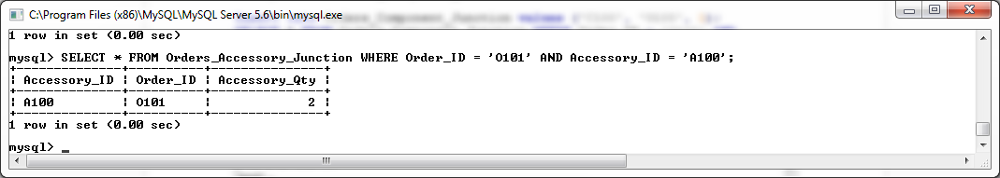 C:\Program Files (x86)\MySQL\MySQL Server 5.6\bin\mysql.exe
1 row in set (0.00 sec)
mysql> SELECT * FROM Orders_Accessory_Junction WHERE Order_ID = 'O101' AND Accessory_ID = 'A100';
+--------------+----------+---------------+
| Accessory_ID | Order_ID | Accessory_Qty |
+--------------+----------+---------------+
| A100         | O101     |             2 |
+--------------+----------+---------------+
1 row in set (0.00 sec)
mysql> _